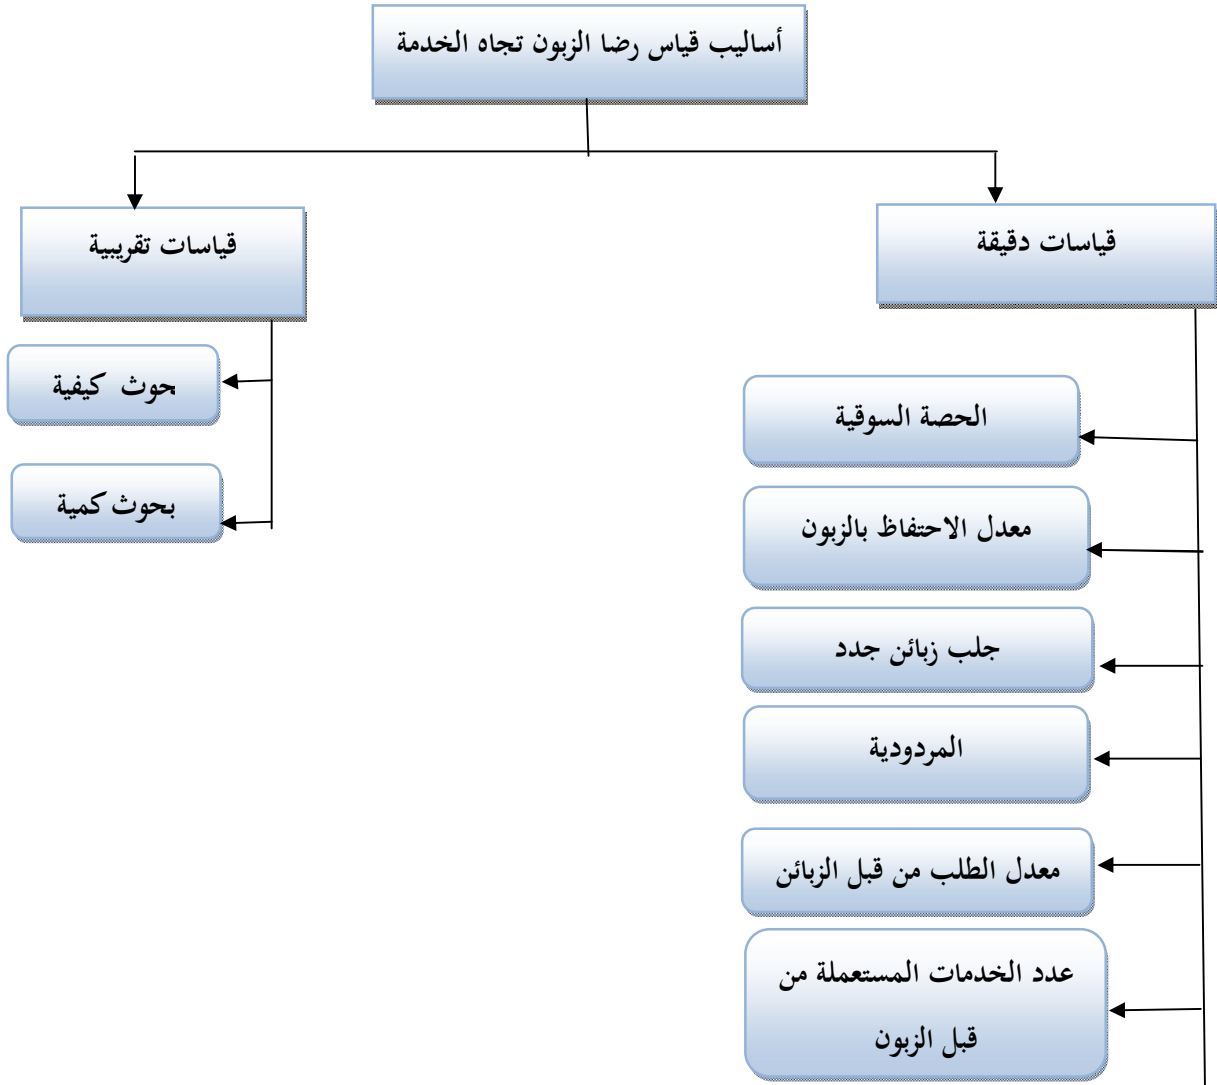 أساليب قياس رضا الزبون تجاه الخدمة
قياسات دقيقة
قياسات تقريبية
الحصة السوقية
معدل الاحتفاظ بالزبون
جلب زبائن جدد
المردودية
معدل الطلب من قبل الزبائن
عدد الخدمات المستعملة من
قبل الزبون
حوث كيفية
بحوث كمية